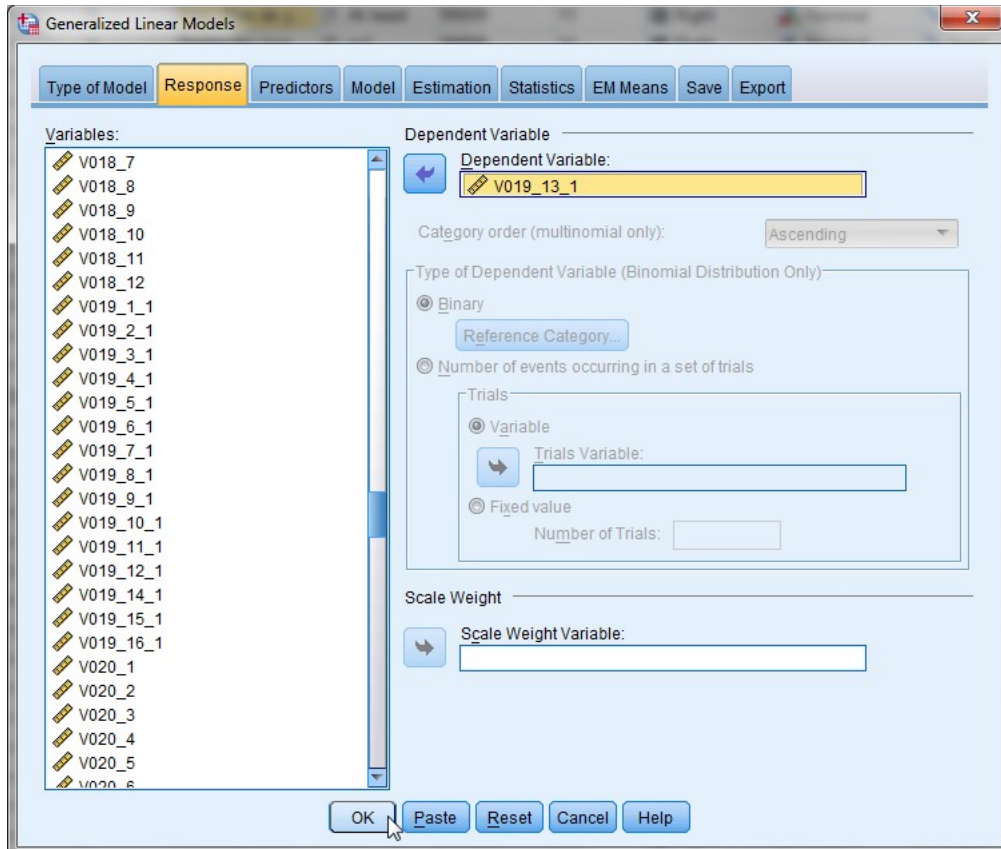 Generalized Linear Models
Type of Model Response Predictors Model Estimation Statistics EM Means Save Export
Variables:
V018_7
V018_8
V018_9
V018_10
V018_11
V018_12
V019_1_1
V019_2_1
V019_3_1
V019_4_1
V019_5_1
V019_6_1
V019_7_1
V019_8_1
V019_9_1
V019_10_1
V019_11_1
V019_12_1
V019_14_1
V019_15_1
V019_16_1
V020_1
V020_2
V020_3
V020_4
V020_5
V020_6
Dependent Variable
Dependent Variable:
V019_13_1
Category order (multinomial only): Ascending
Type of Dependent Variable (Binomial Distribution Only)
Binary
Reference Category...
Number of events occurring in a set of trials
Trials
Variable
Trials Variable:
Fixed value
Number of Trials:
Scale Weight
Scale Weight Variable:
OK Paste Reset Cancel Help